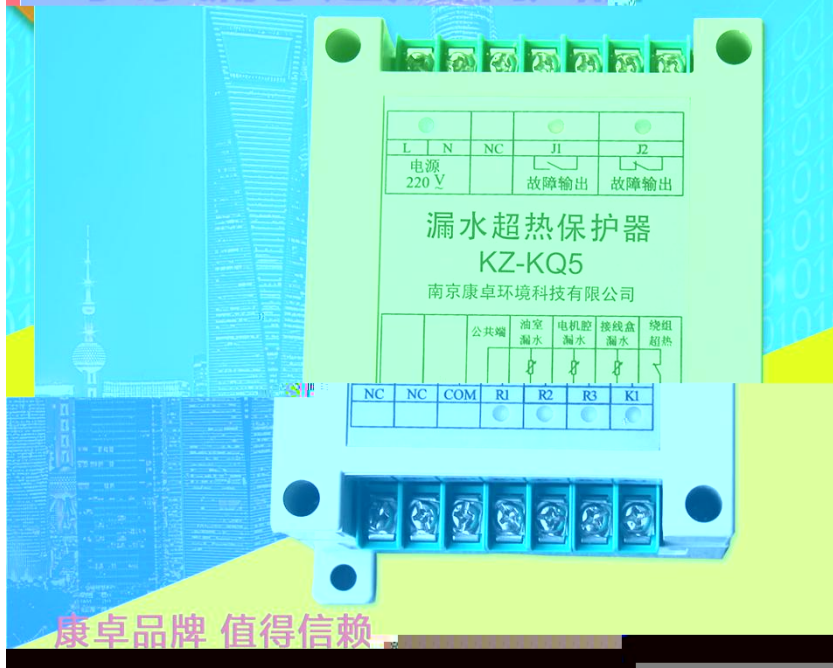 L N NC J1 J2
电源
220 V~ 故障输出 故障输出
漏水超热保护器
KZ-KQ5
南京康卓环境科技有限公司
公共端 油室漏水 电机腔漏水 接线盒漏水 绕组超热
NC NC COM R1 R2 R3 K1
康卓品牌 值得信赖